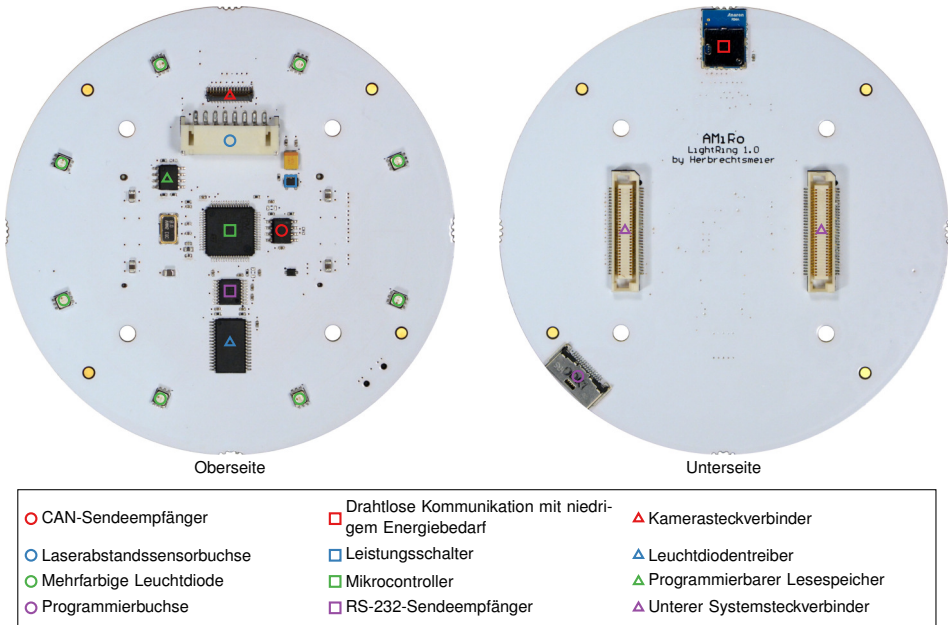 Anaren
AMiRo
LightRing 1.0
by Herbrechtsmeier
Oberseite
Unterseite
CAN-Sendeempfänger
Drahtlose Kommunikation mit niedri-
gem Energiebedarf
Kamerasteckverbinder
Laserabstandssensorbuchse
Leistungsschalter
Leuchtdiodentreiber
Mehrfarbige Leuchtdiode
Mikrocontroller
Programmierbarer Lesespeicher
Programmierbuchse
RS-232-Sendeempfänger
Unterer Systemsteckverbinder